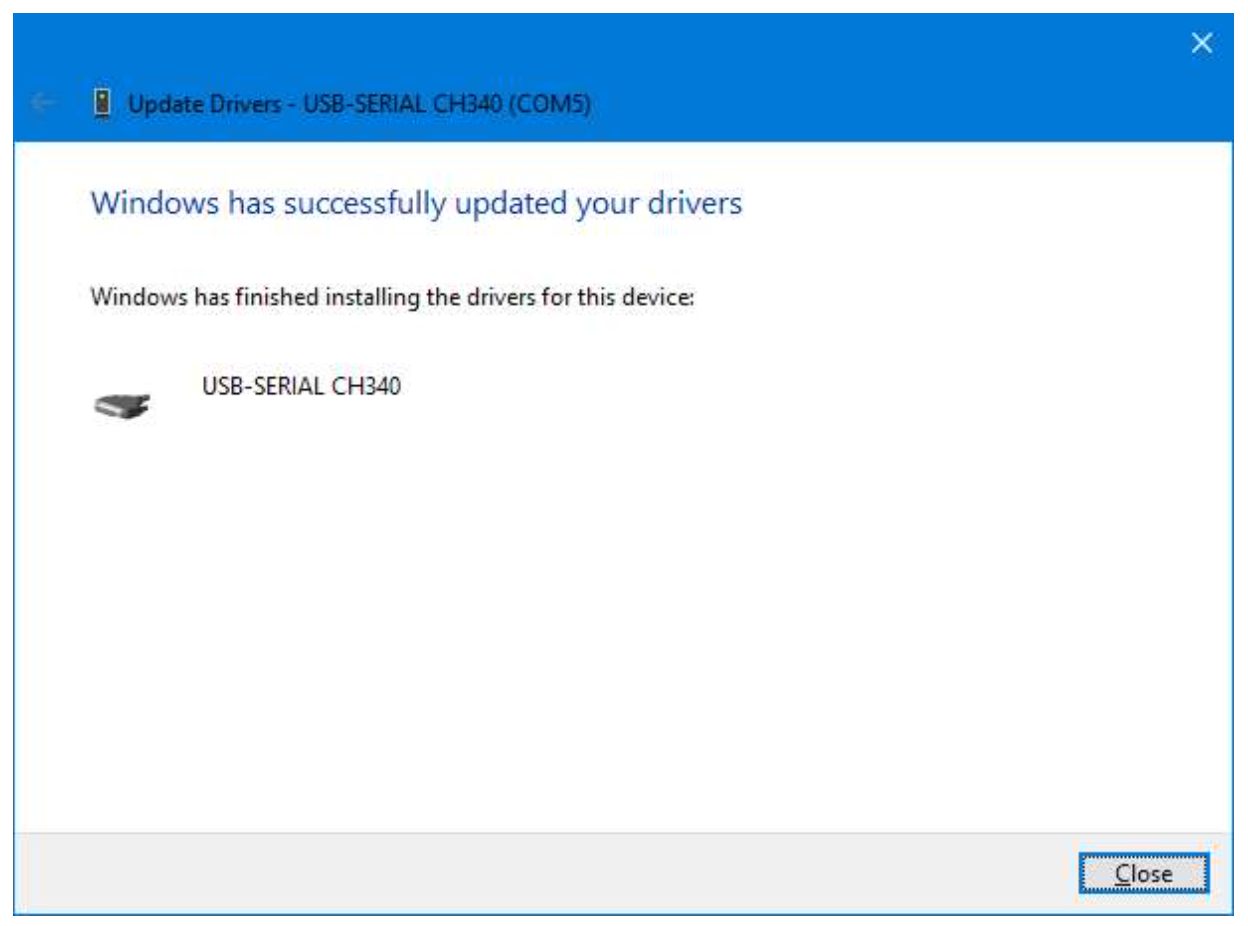 Update Drivers - USB-SERIAL CH340 (COM5)
Windows has successfully updated your drivers
Windows has finished installing the drivers for this device:
USB-SERIAL CH340
Close